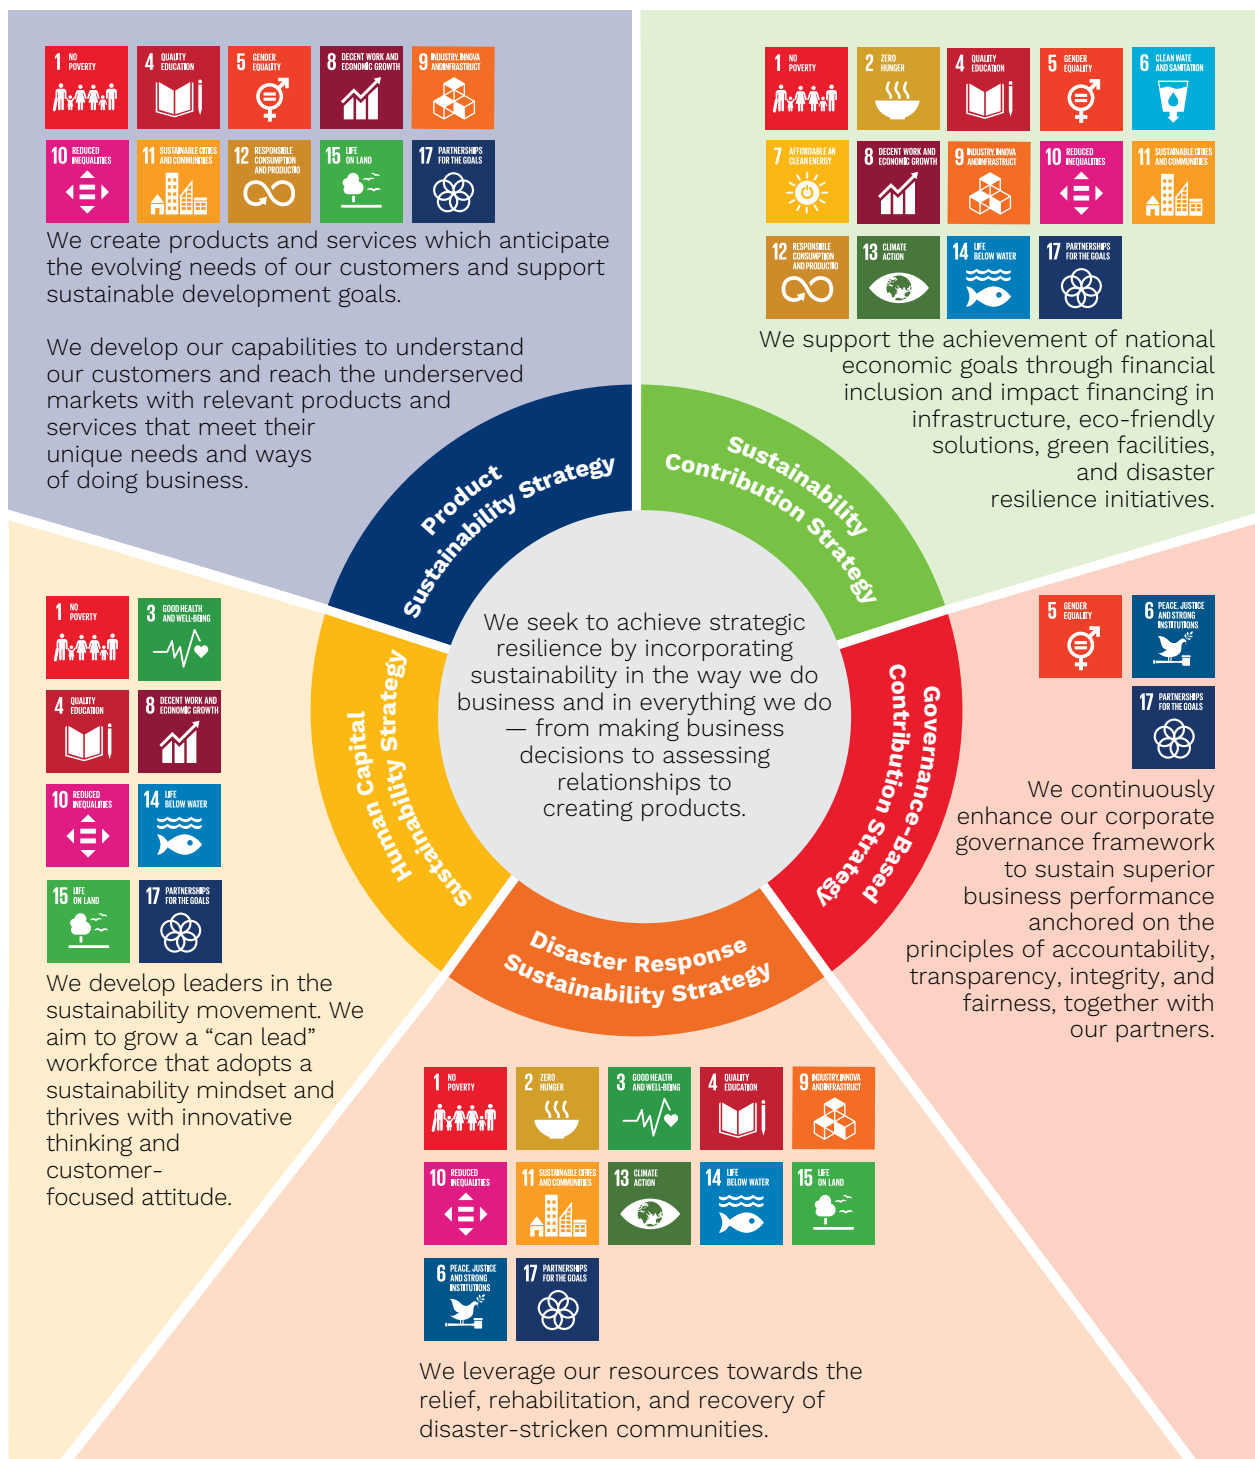 1 NO
POVERTY
4 QUALITY
EDUCATION
5 GENDER
EQUALITY
8 DECENT WORK AND
ECONOMIC GROWTH
9 INDUSTRY, INNOVA
ANDINFRASTRUCT
10 REDUCED
INEQUALITIES
11 SUSTAINABLE CITIES
AND COMMUNITIES
12 RESPONSIBLE
CONSUMPTION
AND PRODUCTIO
15 LIFE
ON LAND
17 PARTNERSHIPS
FOR THE GOALS
We create products and services which anticipate
the evolving needs of our customers and support
sustainable development goals.
We develop our capabilities to understand
our customers and reach the underserved
markets with relevant products and
services that meet their
unique needs and ways
of doing business.
1 NO
POVERTY
2 ZERO
HUNGER
4 QUALITY
EDUCATION
5 GENDER
EQUALITY
6 CLEAN WATE
AND SANITATION
7 AFFORDABLE AN
CLEAN ENERGY
8 DECENT WORK AND
ECONOMIC GROWTH
9 INDUSTRY, INNOVA
ANDINFRASTRUCT
10 REDUCED
INEQUALITIES
11 SUSTAINABLE CITIES
AND COMMUNITIES
12 RESPONSIBLE
CONSUMPTION
AND PRODUCTIO
13 CLIMATE
ACTION
14 LIFE
BELOW WATER
17 PARTNERSHIPS
FOR THE GOALS
We support the achievement of national
economic goals through financial
inclusion and impact financing in
infrastructure, eco-friendly
solutions, green facilities,
and disaster
resilience initiatives.
Product
Sustainability Strategy
Sustainability
Contribution Strategy
We seek to achieve strategic
resilience by incorporating
sustainability in the way we do
business and in everything we do
— from making business
decisions to assessing
relationships to
creating products.
Human Capital
Sustainability Strategy
Governance-Based
Contribution Strategy
Disaster Response
Sustainability Strategy
1 NO
POVERTY
3 GOOD HEALTH
AND WELL-BEING
4 QUALITY
EDUCATION
8 DECENT WORK AND
ECONOMIC GROWTH
10 REDUCED
INEQUALITIES
14 LIFE
BELOW WATER
15 LIFE
ON LAND
17 PARTNERSHIPS
FOR THE GOALS
We develop leaders in the
sustainability movement. We
aim to grow a “can lead”
workforce that adopts a
sustainability mindset and
thrives with innovative
thinking and
customer-
focused attitude.
5 GENDER
EQUALITY
6 PEACE, JUSTICE
AND STRONG
INSTITUTIONS
17 PARTNERSHIPS
FOR THE GOALS
We continuously
enhance our corporate
governance framework
to sustain superior
business performance
anchored on the
principles of accountability,
transparency, integrity, and
fairness, together with
our partners.
1 NO
POVERTY
2 ZERO
HUNGER
3 GOOD HEALTH
AND WELL-BEING
4 QUALITY
EDUCATION
9 INDUSTRY, INNOVA
ANDINFRASTRUCT
10 REDUCED
INEQUALITIES
11 SUSTAINABLE CITIES
AND COMMUNITIES
13 CLIMATE
ACTION
14 LIFE
BELOW WATER
15 LIFE
ON LAND
6 PEACE, JUSTICE
AND STRONG
INSTITUTIONS
17 PARTNERSHIPS
FOR THE GOALS
We leverage our resources towards the
relief, rehabilitation, and recovery of
disaster-stricken communities.